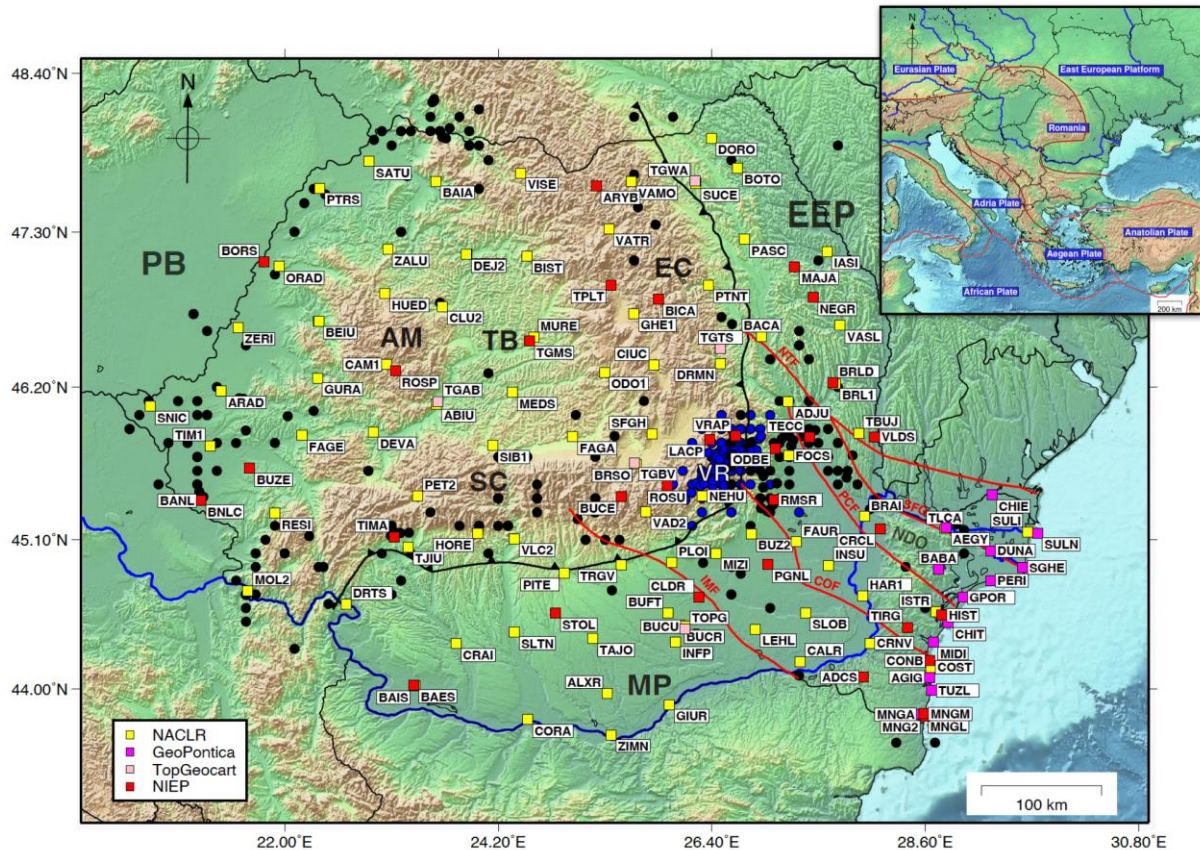 48.40°N
47.30°N
46.20°N
45.10°N
44.00°N
22.00°E
24.20°E
26.40°E
28.60°E
30.80°E
N
Eurasian Plate
East European Platform
Romania
Adria Plate
Anatolian Plate
Aegean Plate
African Plate
200 km
DORO
SATU
VISE
TGWA
BOTO
PTRS
BAIA
ARYB
VAMO
SUCE
EEP
BORS
VATR
PASC
PB
ZALU
DEJ2
BIST
EC
IASI
ORAD
MAJA
HUED
TPLT
BICA
PTNT
NEGR
CLU2
BEIU
AM
TB
MURE
GHE1
BACA
VASL
ZERI
TGMS
TGTS
NTF
CAM1
CIUC
DRMN
ROSP
ODO1
BRLD
GURA
TGAB
BRL1
ARAD
ABIU
MEDS
ADJU
SNIC
SFGH
VRAP
TECC
TBUJ
TIM1
FAGE
DEVA
FAGA
LACP
VLDS
SIB1
ODBE
FOCS
BUZE
BRSO
TGBV
VR
SC
PET2
BUCE
ROSU
NEHU
RMSR
PCF
SFG
CHIE
BANL
BNLC
BRAI
SULI
RESI
TIMA
VAD2
TLCA
HORE
VLC2
BUZ2
FAUR
CRCL
NDO
AEGY
SULN
TJIU
PLOI
INSU
DUNA
MIZI
BABA
SGHE
MOL2
PITE
TRGV
CLDR
PGNL
COF
HAR1
PERI
DRTS
IMF
GPOR
BUFT
ISTR
STOL
TOPG
TIRG
HIST
BUCU
BUCR
SLOB
CHIT
CRAI
SLTN
TAJO
INFP
LEHL
CRNV
MIDI
CALR
CONB
COST
BAIS
BAES
ALXR
MP
ADCS
AGIG
TUZL
GIUR
MNGA
MNGM
CORA
MNG2
MNGL
ZIMN
NACLR
GeoPontica
TopGeocart
NIEP
100 km